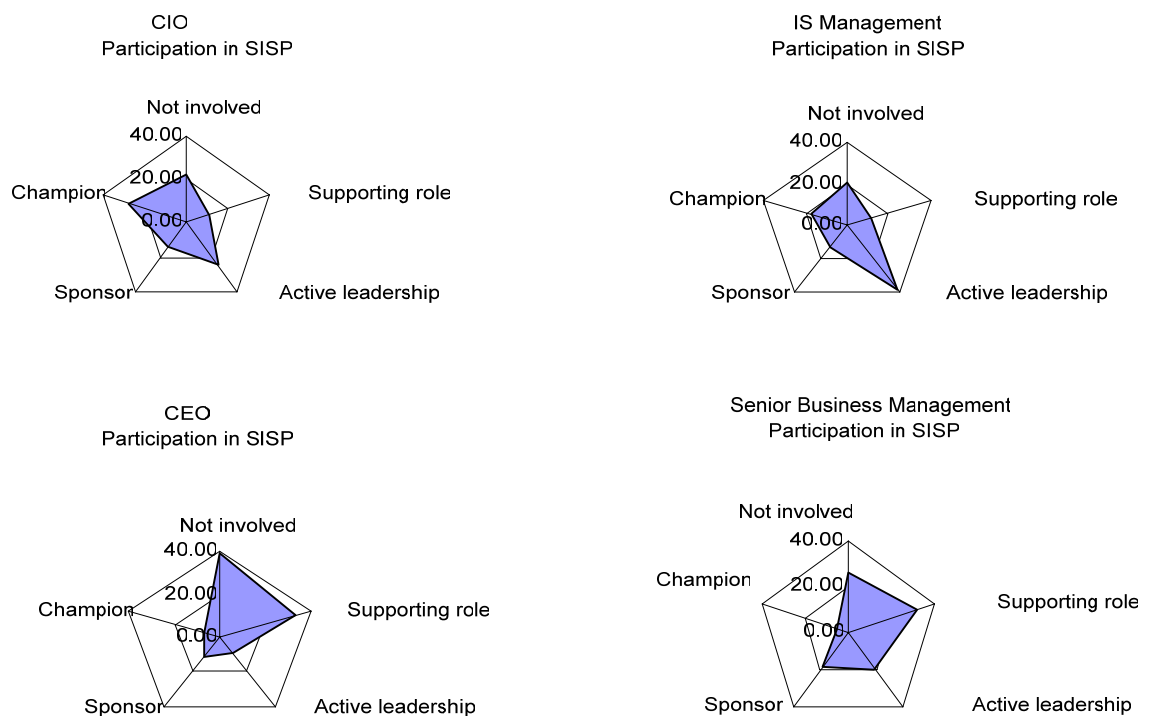 CIO
Participation in SISP
Not involved
40.00
20.00
0.00
Champion
Supporting role
Sponsor
Active leadership
IS Management
Participation in SISP
Not involved
40.00
20.00
0.00
Champion
Supporting role
Sponsor
Active leadership
CEO
Participation in SISP
Not involved
40.00
20.00
0.00
Champion
Supporting role
Sponsor
Active leadership
Senior Business Management
Participation in SISP
Not involved
40.00
20.00
0.00
Champion
Supporting role
Sponsor
Active leadership